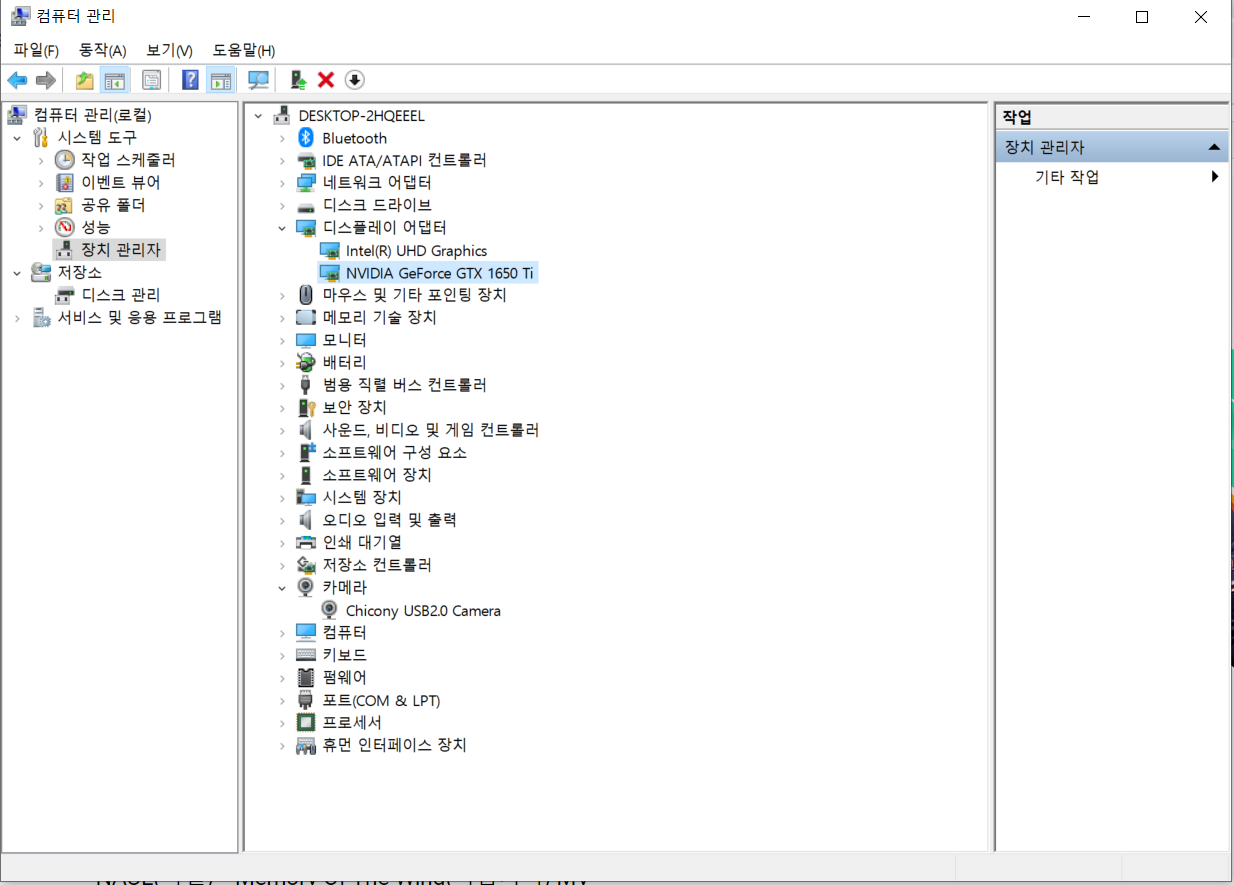 컴퓨터 관리
파일(F) 동작(A) 보기(V) 도움말(H)
컴퓨터 관리(로컬)
시스템 도구
작업 스케줄러
이벤트 뷰어
공유 폴더
성능
장치 관리자
저장소
디스크 관리
서비스 및 응용 프로그램
DESKTOP-2HQEEEL
Bluetooth
IDE ATA/ATAPI 컨트롤러
네트워크 어댑터
디스크 드라이브
디스플레이 어댑터
Intel(R) UHD Graphics
NVIDIA GeForce GTX 1650 Ti
마우스 및 기타 포인팅 장치
메모리 기술 장치
모니터
배터리
범용 직렬 버스 컨트롤러
보안 장치
사운드, 비디오 및 게임 컨트롤러
소프트웨어 구성 요소
소프트웨어 장치
시스템 장치
오디오 입력 및 출력
인쇄 대기열
저장소 컨트롤러
카메라
Chicony USB2.0 Camera
컴퓨터
키보드
펌웨어
포트(COM & LPT)
프로세서
휴먼 인터페이스 장치
작업
장치 관리자
기타 작업